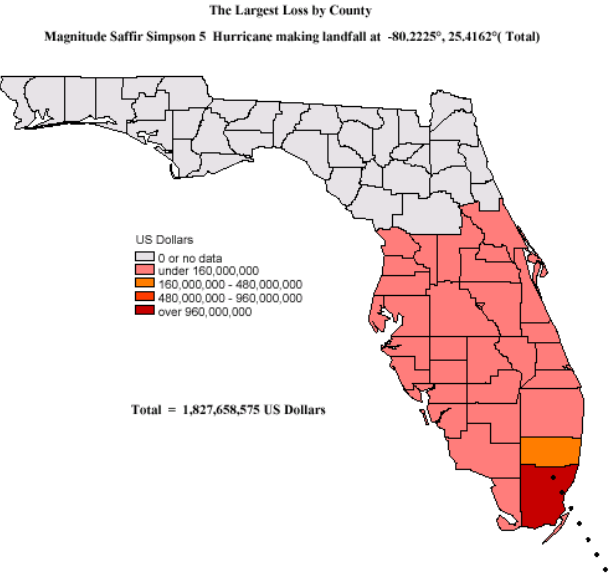 The Largest Loss by County
Magnitude Saffir Simpson 5 Hurricane making landfall at -80.2225°, 25.4162°( Total)
US Dollars
0 or no data
under 160,000,000
160,000,000 - 480,000,000
480,000,000 - 960,000,000
over 960,000,000
Total = 1,827,658,575 US Dollars